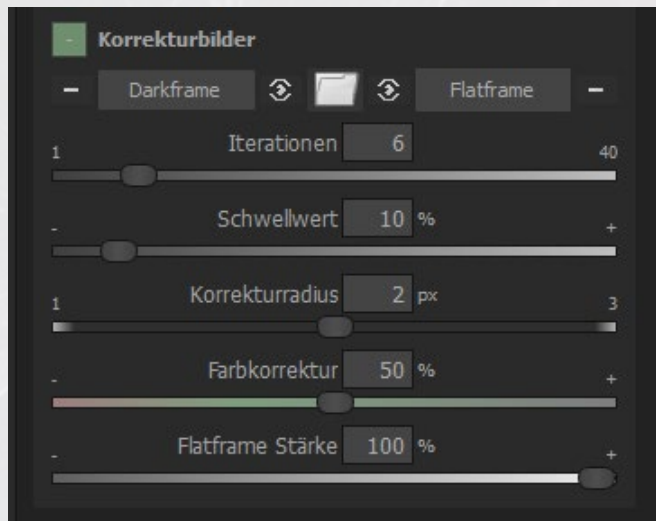 - Korrekturbilder
- Darkframe Flatframe -
Iterationen 6
1 40
Schwellwert 10 %
- +
Korrekturradius 2 px
1 3
Farbkorrektur 50 %
- +
Flatframe Stärke 100 %
- +